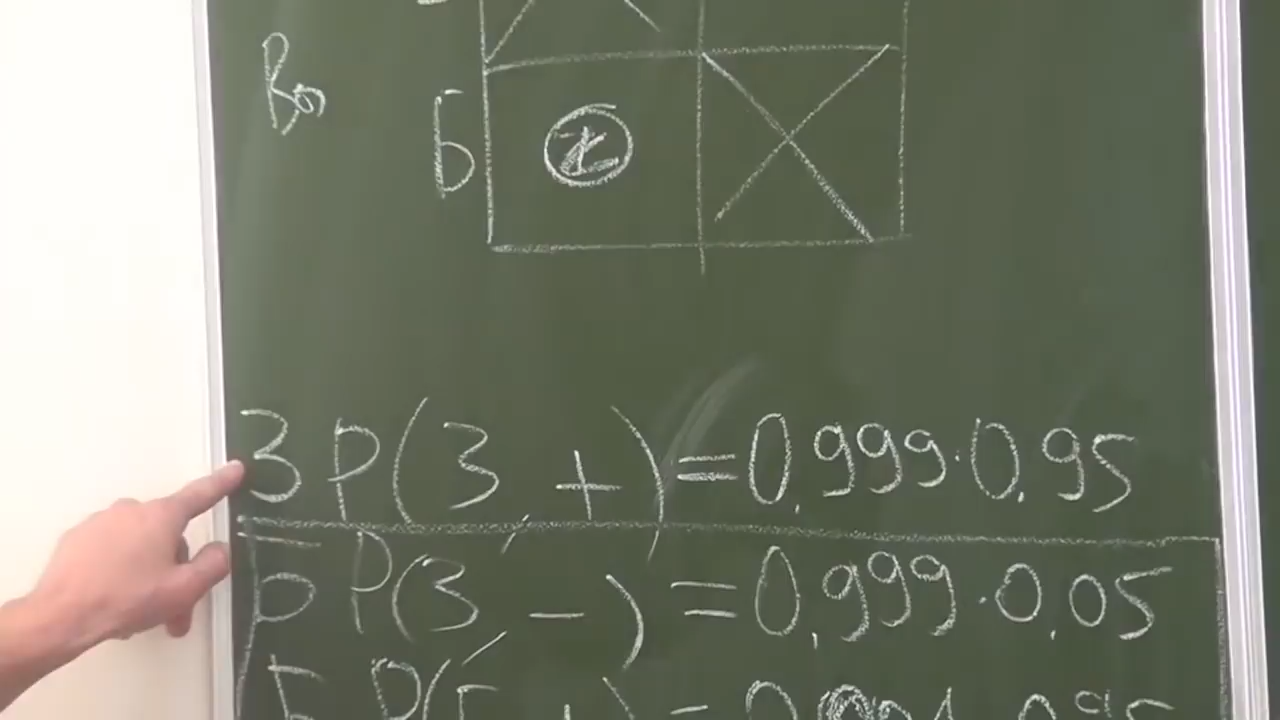 Б
З P(З, +) = 0,999·0,95
Б P(З, -) = 0,999·0,05
Б P(Б, +) = 0,001·0,95